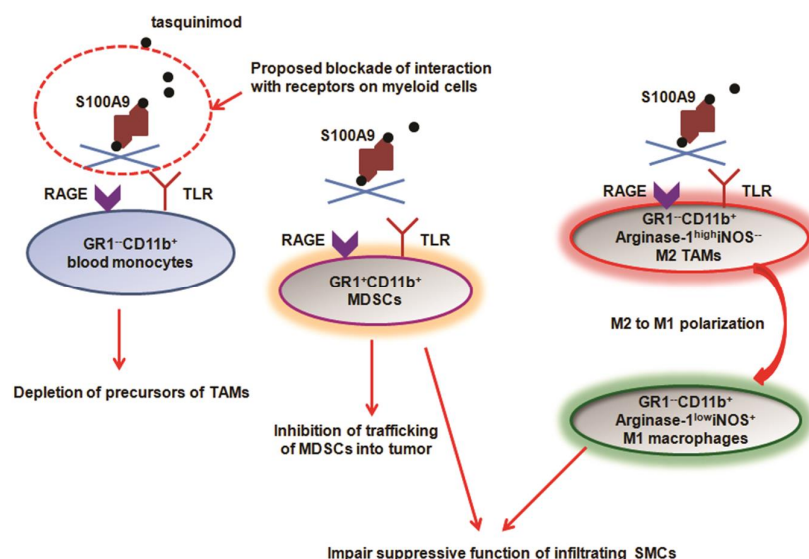 tasquinimod
Proposed blockade of interaction
with receptors on myeloid cells
S100A9
RAGE
TLR
GR1--CD11b+
blood monocytes
Depletion of precursors of TAMs
S100A9
RAGE
TLR
GR1+CD11b+
MDSCs
Inhibition of trafficking
of MDSCs into tumor
S100A9
RAGE
TLR
GR1--CD11b+
Arginase-1highiNOS--
M2 TAMs
M2 to M1 polarization
GR1--CD11b+
Arginase-1lowiNOS+
M1 macrophages
Impair suppressive function of infiltrating SMCs